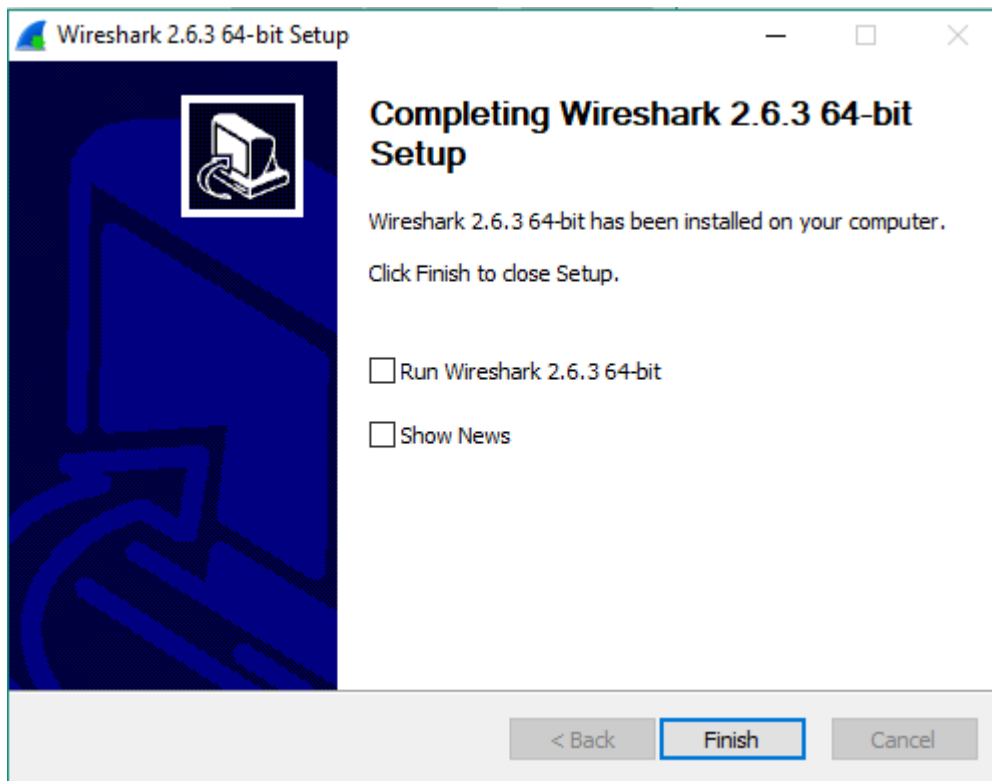 Wireshark 2.6.3 64-bit Setup
Completing Wireshark 2.6.3 64-bit
Setup
Wireshark 2.6.3 64-bit has been installed on your computer.
Click Finish to close Setup.
Run Wireshark 2.6.3 64-bit
Show News
< Back Finish Cancel